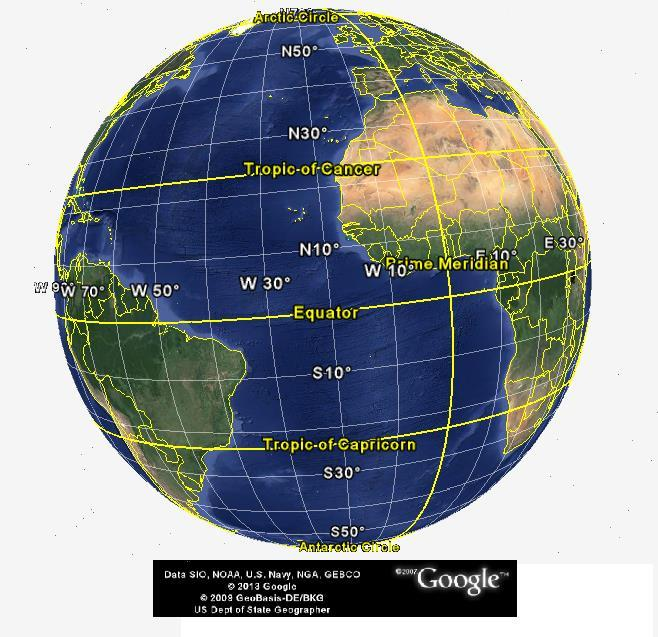 Arctic-Circle
N50°
N30°
Tropic-of-Cancer
N10°
E 30°
E 10°
Prime Meridian
W 10°
W 30°
W 50°
W 70°
Equator
S10°
Tropic-of-Capricorn
S30°
S50°
Antarctic Circle
Data SIO, NOAA, U.S. Navy, NGA, GEBCO
© 2013 Google
© 2009 GeoBasis-DE/BKG
US Dept of State Geographer
©2007 Google™